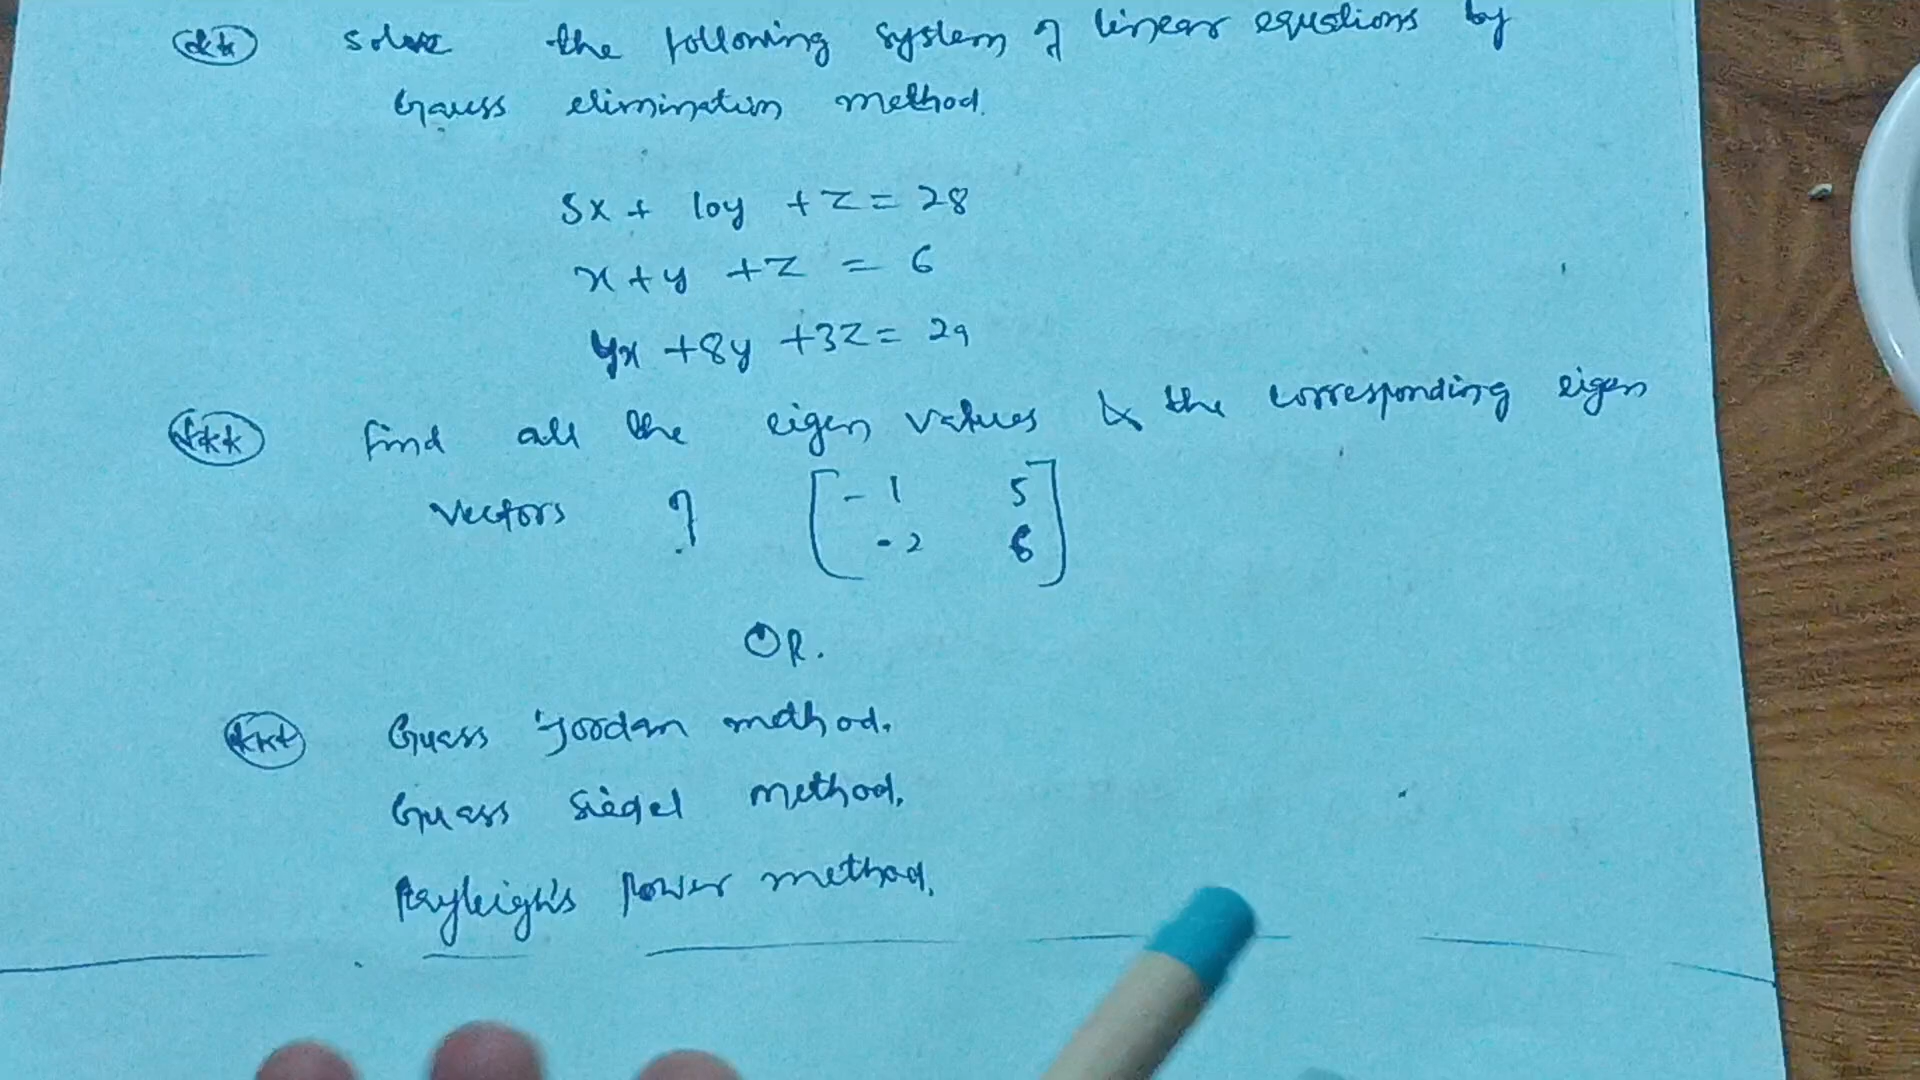 (**) solve the following system of linear equations by
Gauss elimination method.
5x + 10y + z = 28
x + y + z = 6
4x + 8y + 3z = 29
(***) find all the eigen values & the corresponding eigen
vectors of [ -1 5
-2 6 ]
OR.
(***) Guass Jordan method.
Guass Siedel method.
Rayleigh's power method.